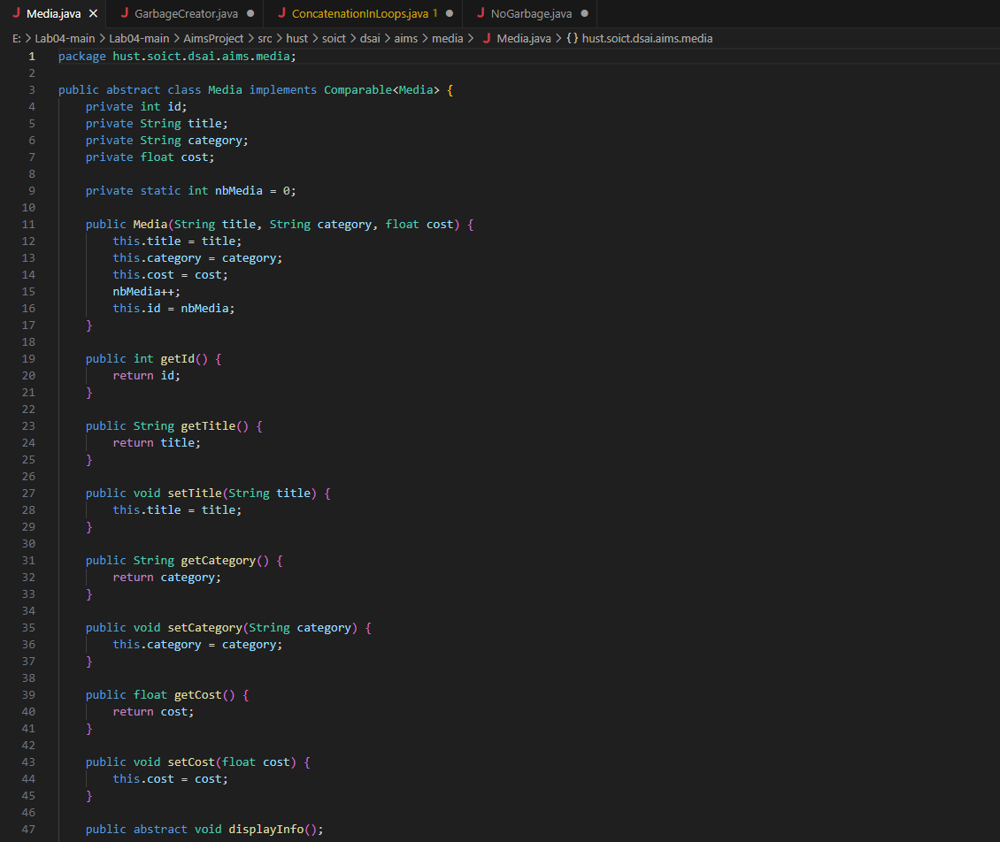 Media.java
GarbageCreator.java
ConcatenationInLoops.java 1
NoGarbage.java
E: > Lab04-main > Lab04-main > AimsProject > src > hust > soict > dsai > aims > media > J Media.java > {} hust.soict.dsai.aims.media
1 package hust.soict.dsai.aims.media;
2
3 public abstract class Media implements Comparable<Media> {
4     private int id;
5     private String title;
6     private String category;
7     private float cost;
8
9     private static int nbMedia = 0;
10
11     public Media(String title, String category, float cost) {
12         this.title = title;
13         this.category = category;
14         this.cost = cost;
15         nbMedia++;
16         this.id = nbMedia;
17     }
18
19     public int getId() {
20         return id;
21     }
22
23     public String getTitle() {
24         return title;
25     }
26
27     public void setTitle(String title) {
28         this.title = title;
29     }
30
31     public String getCategory() {
32         return category;
33     }
34
35     public void setCategory(String category) {
36         this.category = category;
37     }
38
39     public float getCost() {
40         return cost;
41     }
42
43     public void setCost(float cost) {
44         this.cost = cost;
45     }
46
47     public abstract void displayInfo();